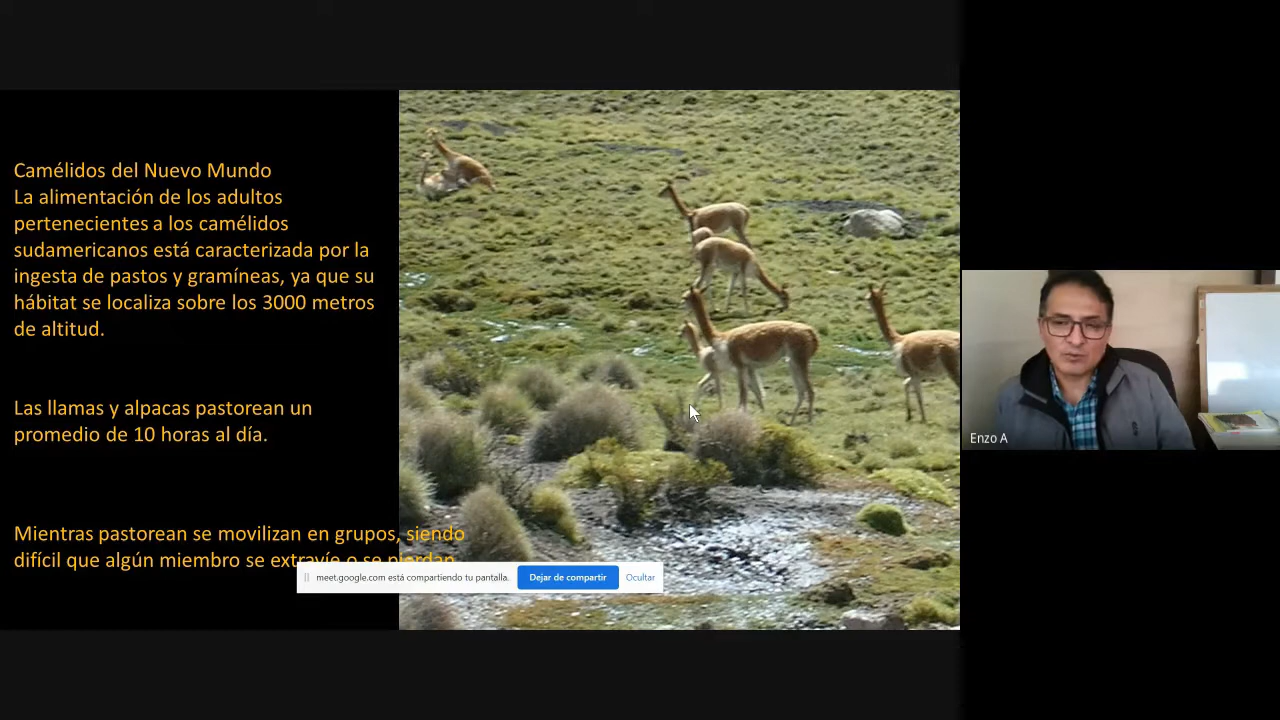 Camélidos del Nuevo Mundo
La alimentación de los adultos
pertenecientes a los camélidos
sudamericanos está caracterizada por la
ingesta de pastos y gramíneas, ya que su
hábitat se localiza sobre los 3000 metros
de altitud.
Las llamas y alpacas pastorean un
promedio de 10 horas al día.
Mientras pastorean se movilizan en grupos, siendo
difícil que algún miembro se extravíe o se pierdan
meet.google.com está compartiendo tu pantalla.
Dejar de compartir
Ocultar
Enzo A